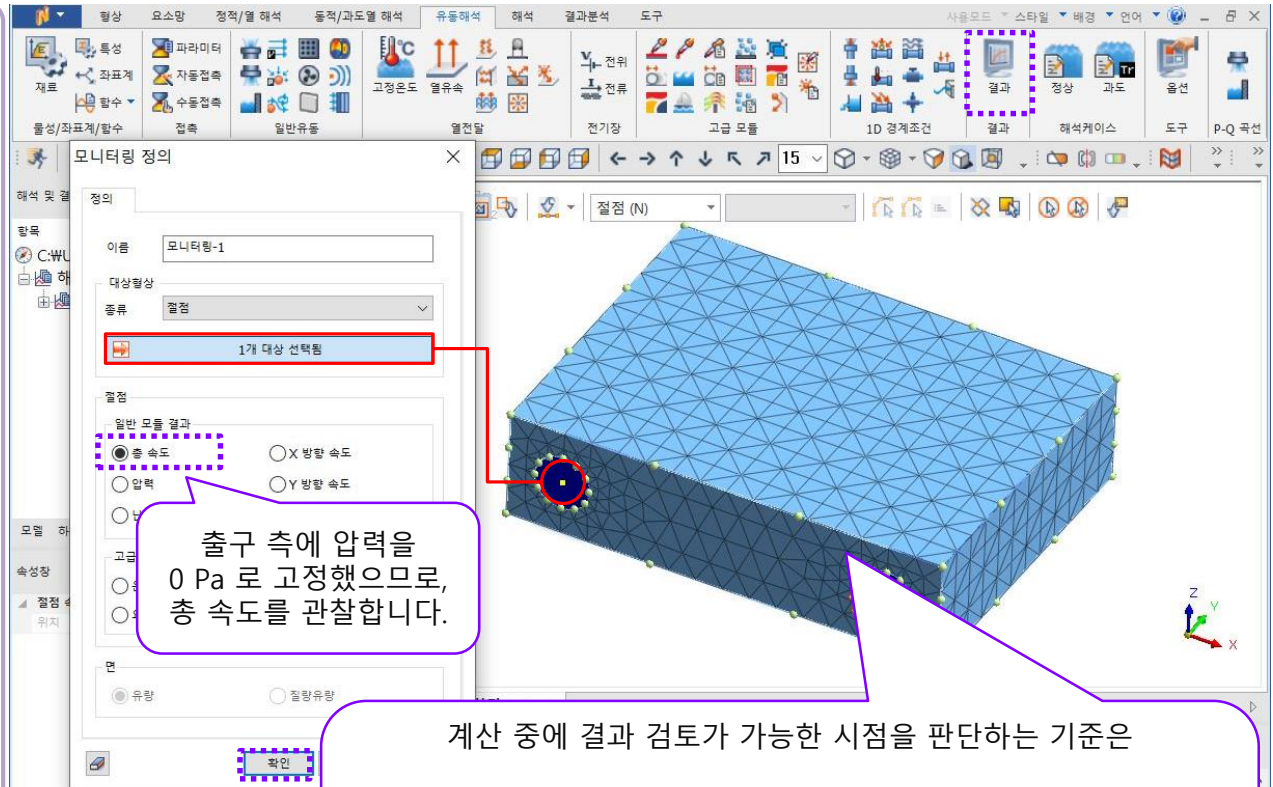 형상 요소망 정적/열 해석 동적/과도열 해석 유동해석 해석 결과분석 도구 사용모드 스타일 배경 언어
특성 파라미터
재료 좌표계 자동접촉 고정온도 열유속 전위 결과 정상 과도 옵션
함수 수동접촉 전류
물성/좌표계/함수 접촉 일반유동 열전달 전기장 고급 모듈 1D 경계조건 결과 해석케이스 도구 P-Q 곡선
모니터링 정의
15
해석 및 결
정의
절점 (N)
항목
이름 모니터링-1
C:₩U
해
대상형상
종류 절점
1개 대상 선택됨
절점
일반 모듈 결과
총 속도 X 방향 속도
압력 Y 방향 속도
출구 측에 압력을
0 Pa 로 고정했으므로,
총 속도를 관찰합니다.
모델 하
고급
속성창
절점
위치
Z
Y
X
면
유량 질량유량
계산 중에 결과 검토가 가능한 시점을 판단하는 기준은
확인